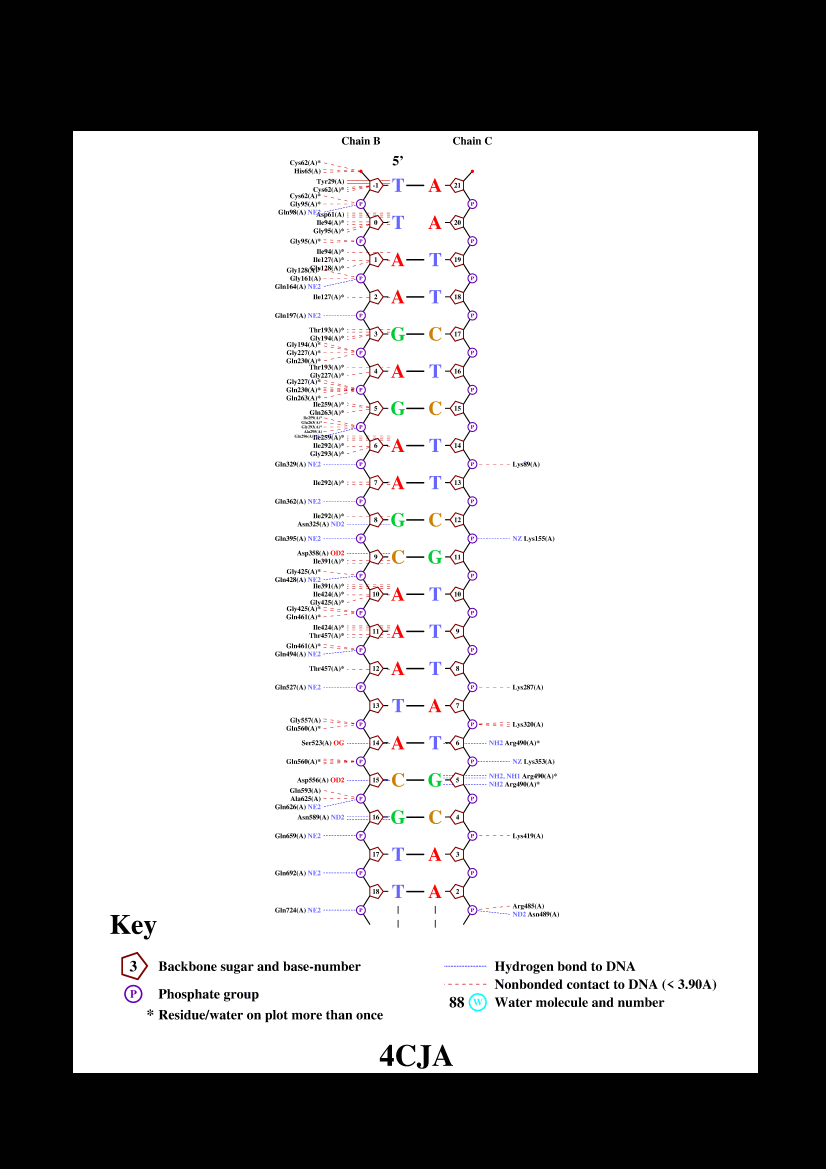 Chain B Chain C
5’
Cys62(A)*
His65(A)
Tyr29(A)
-1 T A 21
Cys62(A)*
Cys62(A)*
Gly95(A)*
P P
Gln98(A) NE2
Asp61(A)
Ile94(A)*
0 T A 20
Gly95(A)*
Gly95(A)*
P P
Ile94(A)*
Ile127(A)*
1 A T 19
Gly128(A)*
Gly128(A)*
Gly161(A)
P P
Gln164(A) NE2
Ile127(A)*
2 A T 18
Gln197(A) NE2
P P
Thr193(A)*
3 G C 17
Gly194(A)*
Gly194(A)*
Gly227(A)*
P P
Gln230(A)*
Thr193(A)*
4 A T 16
Gly227(A)*
Gly227(A)*
Gln230(A)*
P P
Gln263(A)*
Ile259(A)*
5 G C 15
Gln263(A)*
Ile259(A)*
Gln263(A)*
Gly293(A)*
P P
Ile259(A)*
Ile292(A)*
6 A T 14
Gly293(A)*
Gln329(A) NE2
P P
Lys89(A)
Ile292(A)*
7 A T 13
Gln362(A) NE2
P P
Ile292(A)*
8 G C 12
Asn325(A) ND2
Gln395(A) NE2
P P
NZ Lys155(A)
Asp358(A) OD2
9 C G 11
Ile391(A)*
Gly425(A)*
P P
Gln428(A) NE2
Ile391(A)*
Ile424(A)*
10 A T 10
Gly425(A)*
Gly425(A)*
P P
Gln461(A)*
Ile424(A)*
11 A T 9
Thr457(A)*
Gln461(A)*
P P
Gln494(A) NE2
Thr457(A)*
12 A T 8
Gln527(A) NE2
P P
Lys287(A)
13 T A 7
Gly557(A)
P P
Lys320(A)
Gln560(A)*
Ser523(A) OG
14 A T 6
NH2 Arg490(A)*
Gln560(A)*
P P
NZ Lys353(A)
Asp556(A) OD2
15 C G 5
NH2, NH1 Arg490(A)*
NH2 Arg490(A)*
Gln593(A)
Ala625(A)
P P
Gln626(A) NE2
Asn589(A) ND2
16 G C 4
Gln659(A) NE2
P P
Lys419(A)
17 T A 3
Gln692(A) NE2
P P
18 T A 2
Gln724(A) NE2
P P
Arg485(A)
ND2 Asn489(A)
Key
3 Backbone sugar and base-number
P Phosphate group
* Residue/water on plot more than once
Hydrogen bond to DNA
Nonbonded contact to DNA (< 3.90A)
88 W Water molecule and number
4CJA